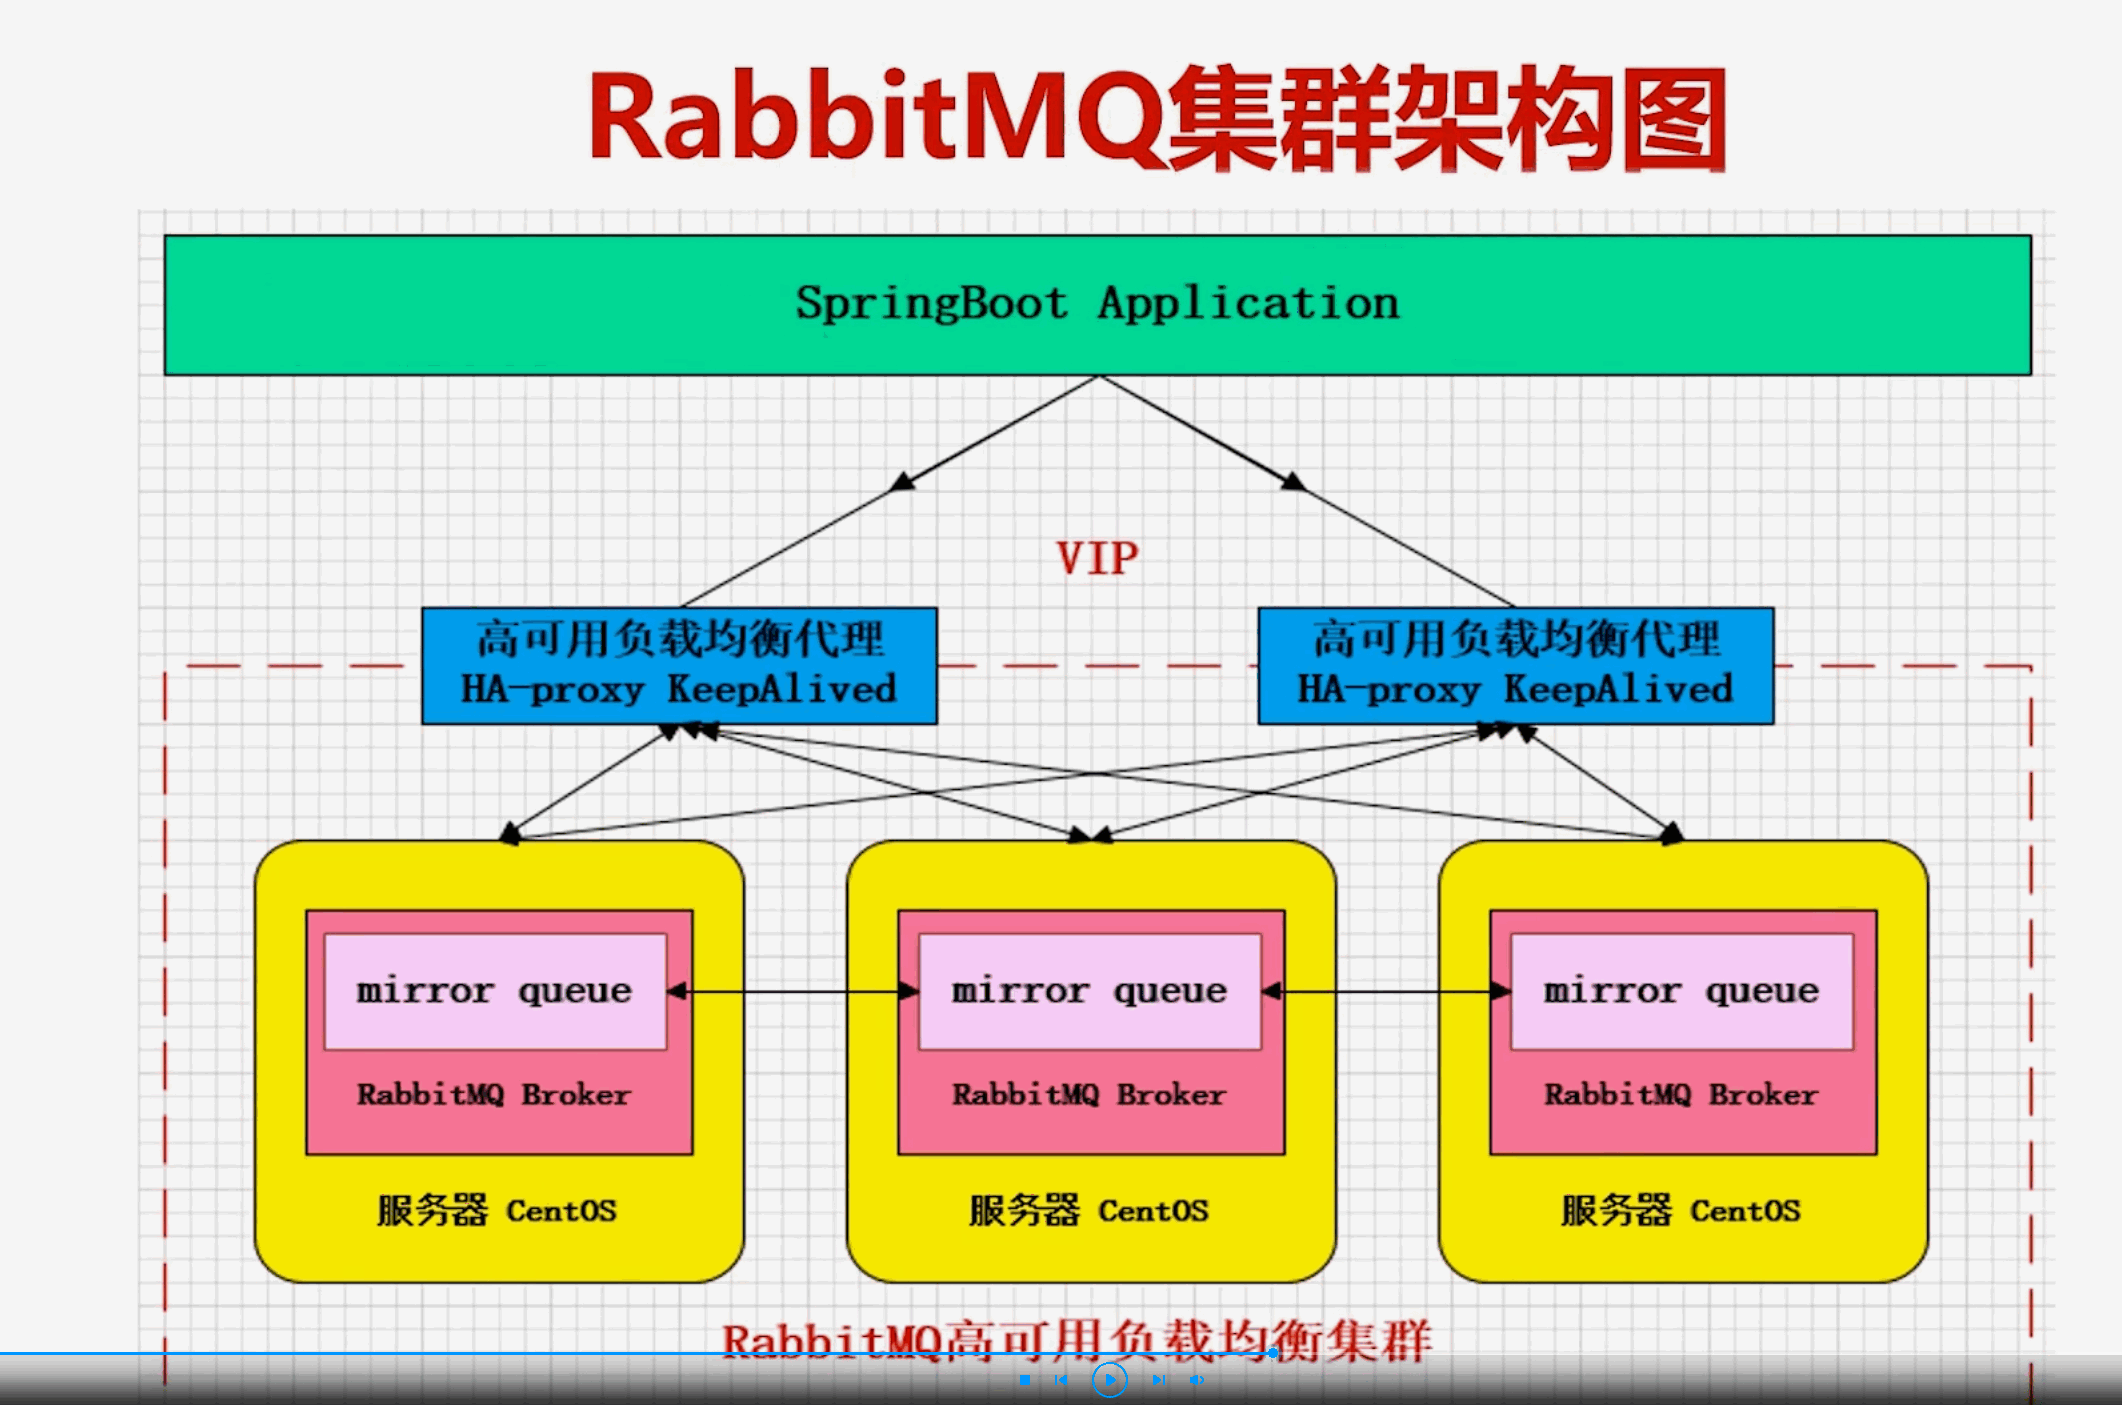 RabbitMQ集群架构图
SpringBoot Application
VIP
高可用负载均衡代理
HA-proxy KeepAlived
高可用负载均衡代理
HA-proxy KeepAlived
mirror queue
mirror queue
mirror queue
RabbitMQ Broker
RabbitMQ Broker
RabbitMQ Broker
服务器 CentOS
服务器 CentOS
服务器 CentOS
RabbitMQ高可用负载均衡集群